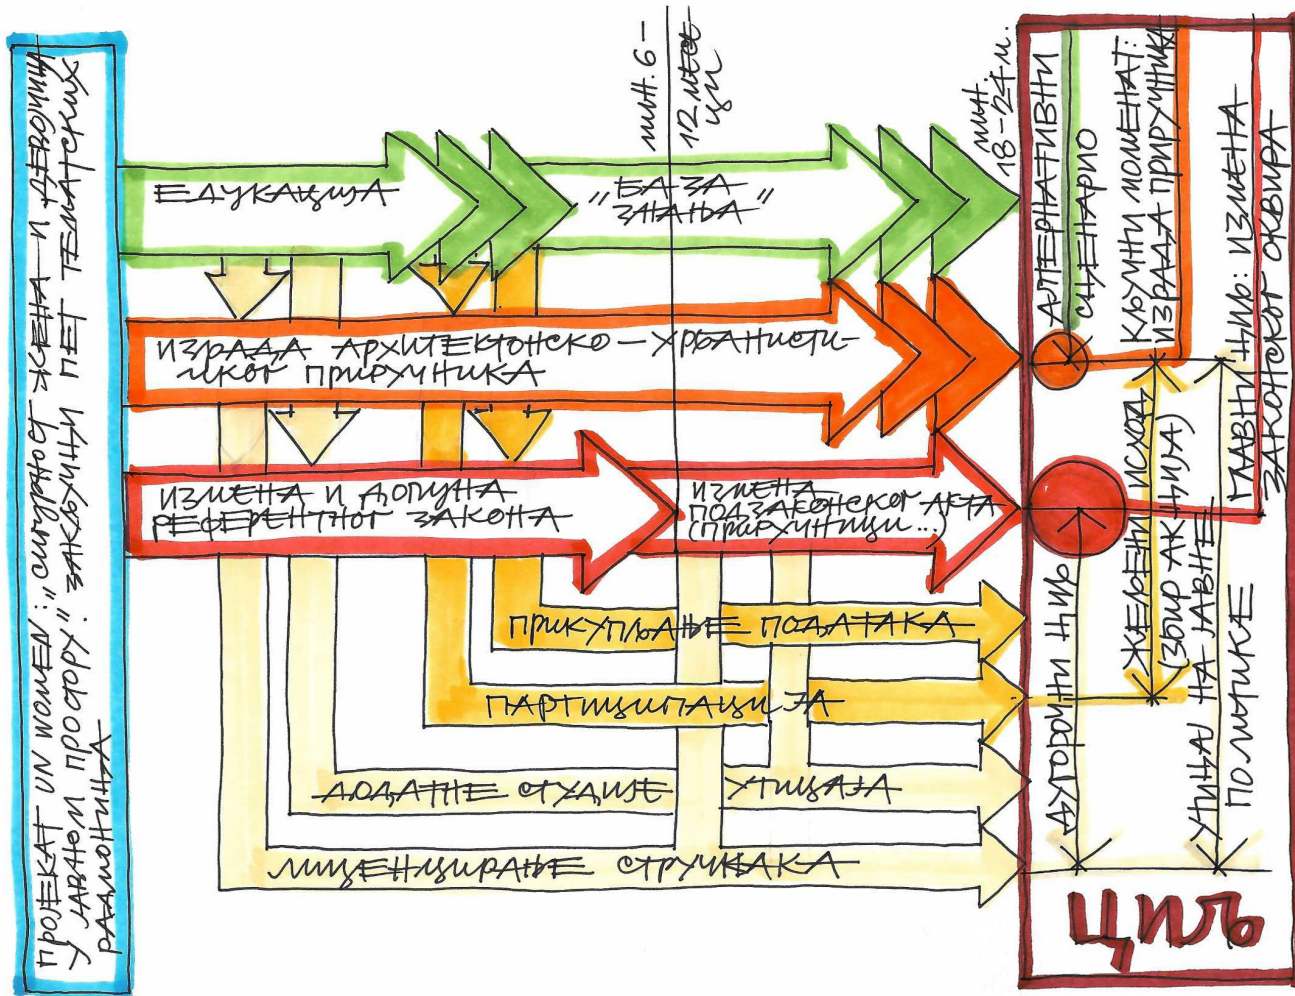 ПРОЈЕКАТ UN WOMEN: „СИГУРНОСТ ЖЕНА И ДЕВОЈЧИЦА
У ЈАВНОМ ПРОСТОРУ": ЗАКЉУЧЦИ ПЕТ ТЕМАТСКИХ
РАДИОНИЦА
ЕДУКАЦИЈА
„БАЗА
ЗНАЊА"
мин. 6-
12 месе-
ци
мин.
18-24 м.
ИЗРАДА АРХИТЕКТОНСКО-УРБАНИСТИ-
ЧКОГ ПРИРУЧНИКА
ИЗМЕНА И ДОПУНА
РЕФЕРЕНТНОГ ЗАКОНА
ИЗМЕНА
ПОДЗАКОНСКОГ АКТА
(ПРИРУЧНИЦИ...)
ПРИКУПЉАЊЕ ПОДАТАКА
ПАРТИЦИПАЦИЈА
ДОДАТНЕ СТУДИЈЕ УТИЦАЈА
ЛИЦЕНЦИРАЊЕ СТРУЧЊАКА
АЛТЕРНАТИВНИ
СЦЕНАРИО
КЉУЧНИ МОМЕНАТ:
ИЗРАДА ПРИРУЧНИКА
ГЛАВНИ ЦИЉ: ИЗМЕНА
ЗАКОНСКОГ ОКВИРА
ДУГОРОЧНИ ЦИЉ
ЖЕЉЕНИ ИСХОД
(ЗБИР АКЦИЈА)
НА ЈАВНЕ
ПОЛИТИКЕ
ЦИЉ